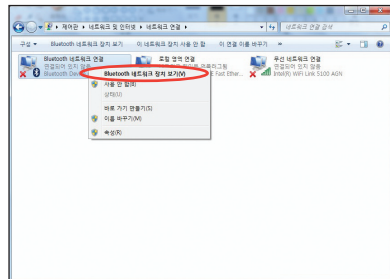 제어판 ▸ 네트워크 및 인터넷 ▸ 네트워크 연결 ▸
네트워크 연결 검색
구성 Bluetooth 네트워크 장치 보기 이 네트워크 장치 사용 안 함 이 연결 이름 바꾸기 »
Bluetooth 네트워크 연결
연결되어 있지 않음
Bluetooth Dev
로컬 영역 연결
E Fast Ether...
무선 네트워크 연결
연결되어 있지 않음
Intel(R) WiFi Link 5100 AGN
Bluetooth 네트워크 장치 보기(V)
사용 안 함(B)
상태(U)
바로 가기 만들기(S)
이름 바꾸기(M)
속성(R)